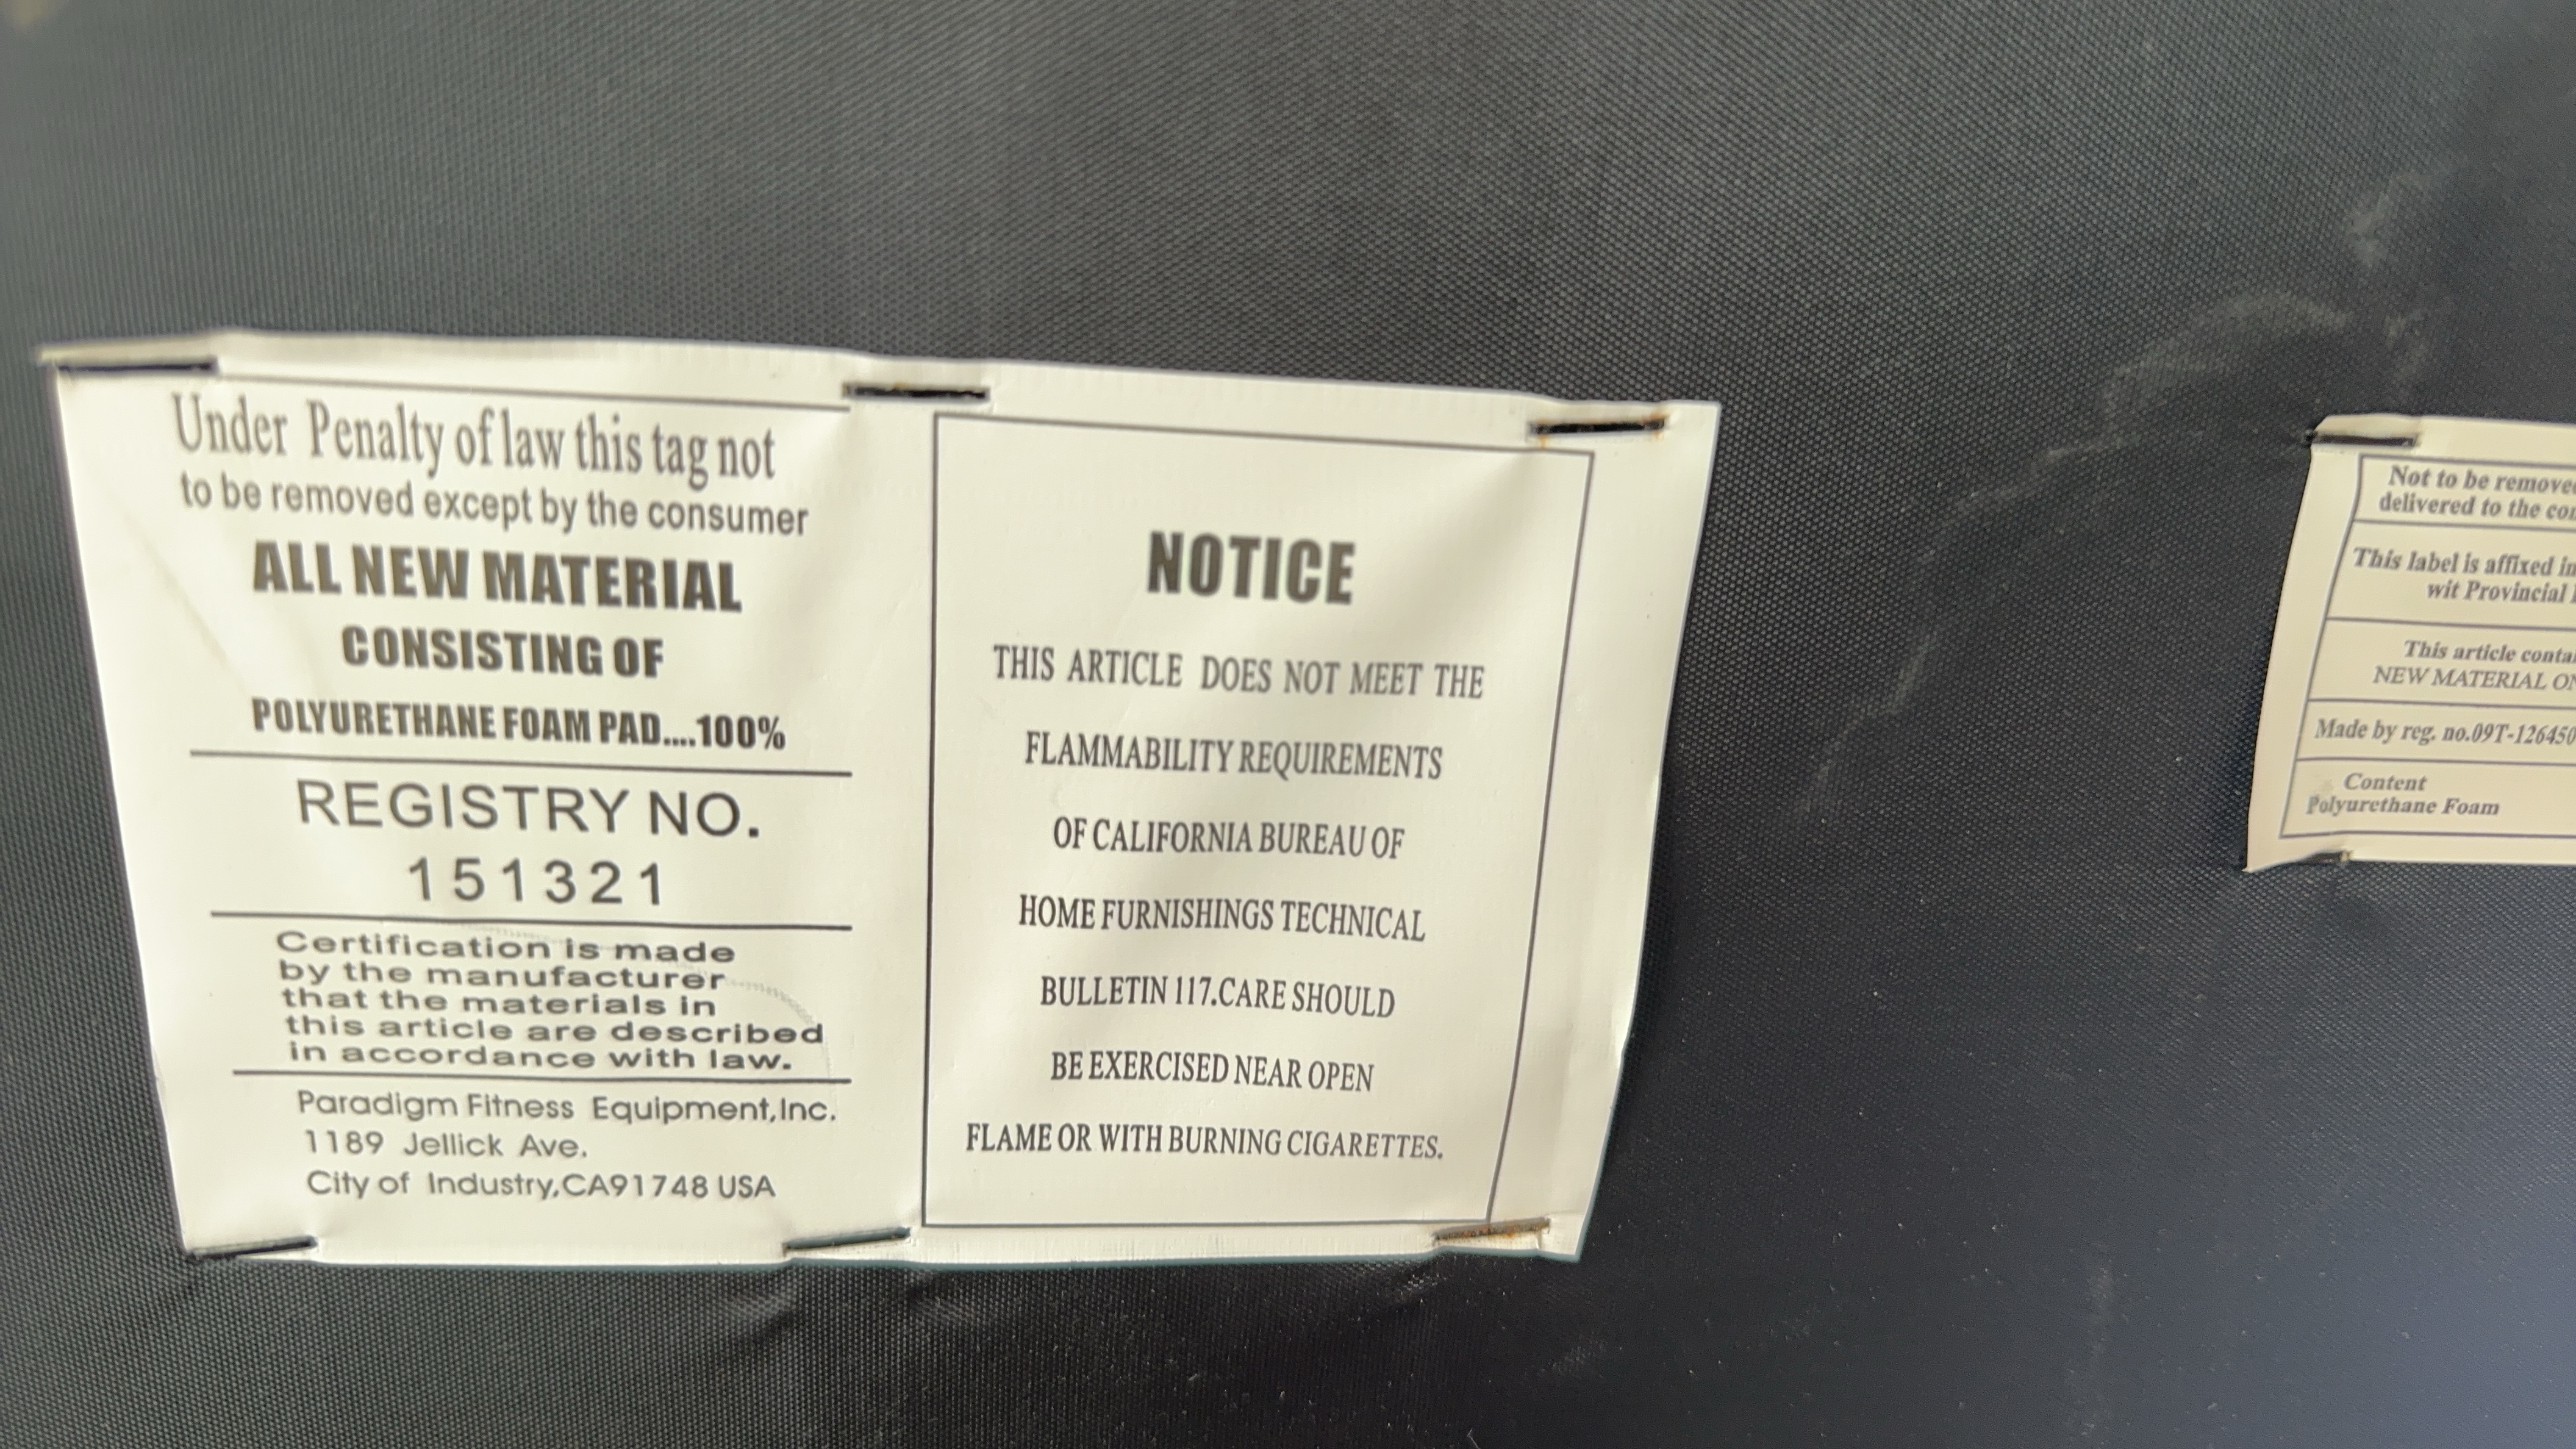 Under Penalty of law this tag not
to be removed except by the consumer
ALL NEW MATERIAL
CONSISTING OF
POLYURETHANE FOAM PAD....100%
REGISTRY NO.
151321
Certification is made
by the manufacturer
that the materials in
this article are described
in accordance with law.
Paradigm Fitness Equipment,Inc.
1189 Jellick Ave.
City of Industry,CA91748 USA
NOTICE
THIS ARTICLE DOES NOT MEET THE
FLAMMABILITY REQUIREMENTS
OF CALIFORNIA BUREAU OF
HOME FURNISHINGS TECHNICAL
BULLETIN 117.CARE SHOULD
BE EXERCISED NEAR OPEN
FLAME OR WITH BURNING CIGARETTES.
Not to be
delivered to the
This label is affixed
wit Provincial
This article
NEW MATERIAL
Made by reg. no.09T-126450
Content
Polyurethane Foam